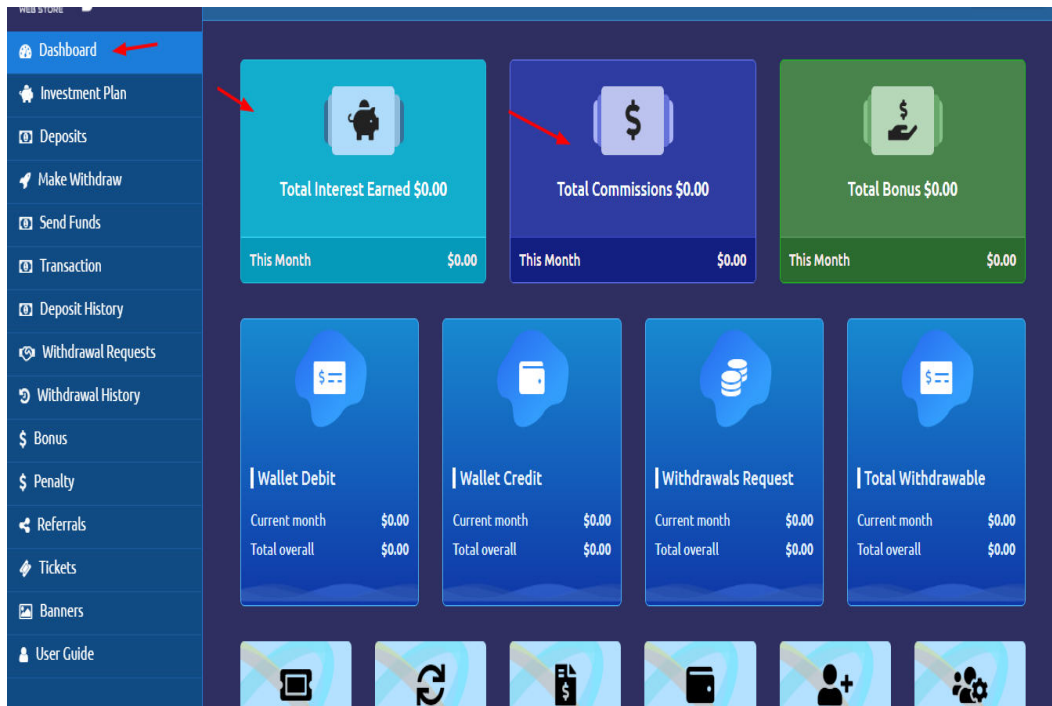 WEB STORE
Dashboard
Investment Plan
Deposits
Make Withdraw
Send Funds
Transaction
Deposit History
Withdrawal Requests
Withdrawal History
Bonus
Penalty
Referrals
Tickets
Banners
User Guide
Total Interest Earned $0.00
This Month $0.00
Total Commissions $0.00
This Month $0.00
Total Bonus $0.00
This Month $0.00
Wallet Debit
Current month $0.00
Total overall $0.00
Wallet Credit
Current month $0.00
Total overall $0.00
Withdrawals Request
Current month $0.00
Total overall $0.00
Total Withdrawable
Current month $0.00
Total overall $0.00